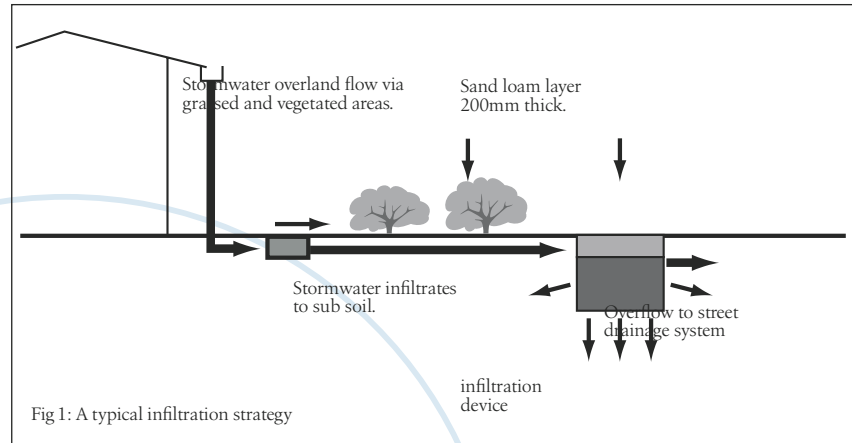 Stormwater overland flow via
grassed and vegetated areas.
Sand loam layer
200mm thick.
Stormwater infiltrates
to sub soil.
Overflow to street
drainage system
infiltration
device
Fig 1: A typical infiltration strategy